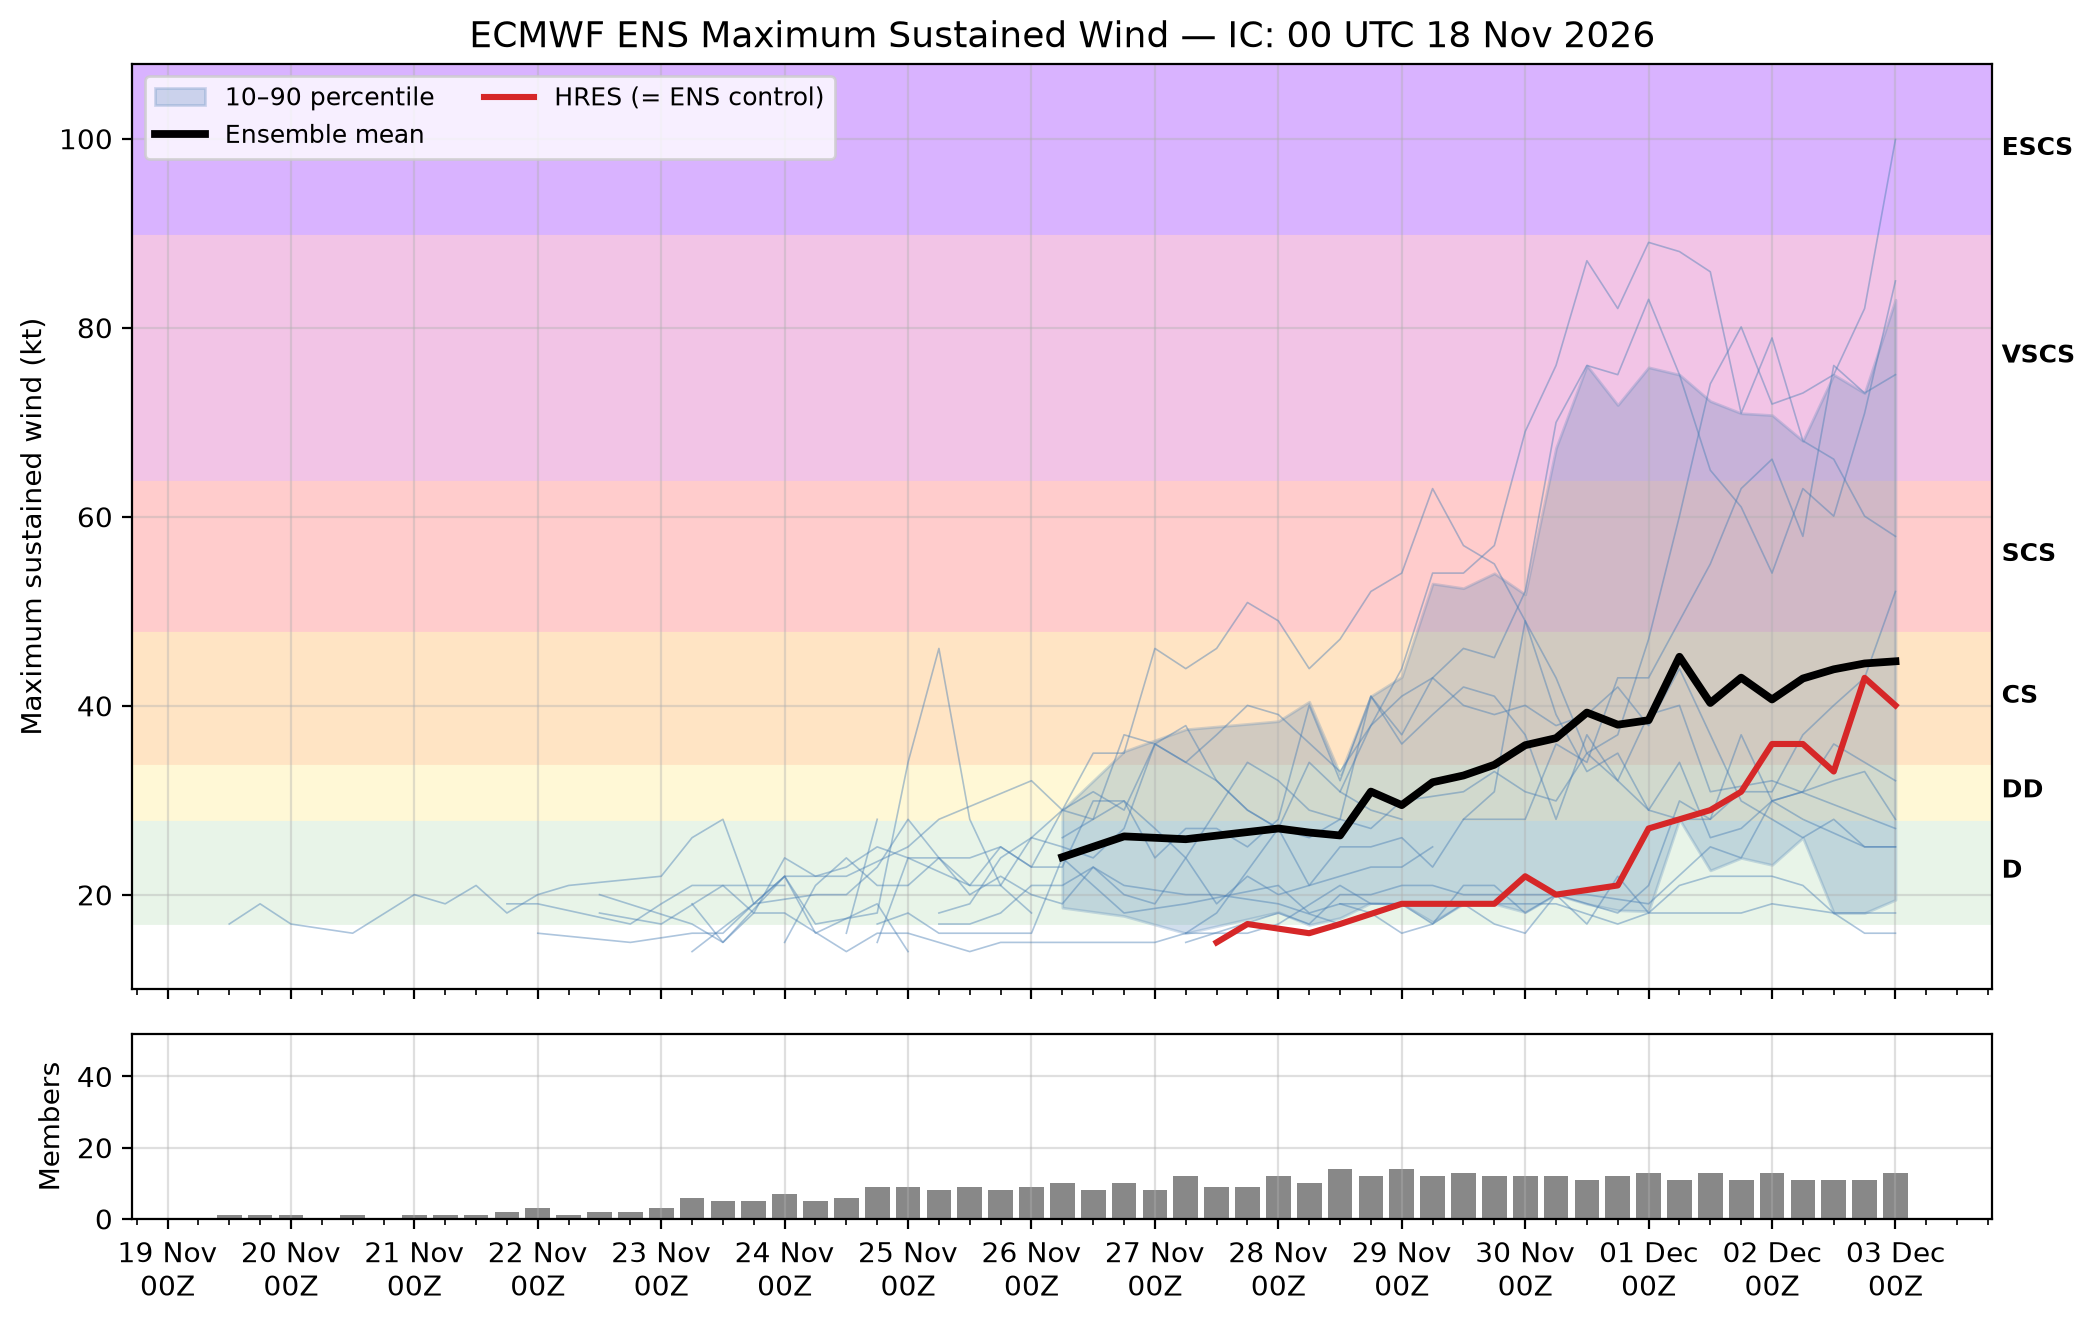 ECMWF ENS Maximum Sustained Wind — IC: 00 UTC 18 Nov 2026
10–90 percentile
Ensemble mean
HRES (= ENS control)
Maximum sustained wind (kt)
100
80
60
40
20
ESCS
VSCS
SCS
CS
DD
D
Members
40
20
0
19 Nov 20 Nov 21 Nov 22 Nov 23 Nov 24 Nov 25 Nov 26 Nov 27 Nov 28 Nov 29 Nov 30 Nov 01 Dec 02 Dec 03 Dec
00Z 00Z 00Z 00Z 00Z 00Z 00Z 00Z 00Z 00Z 00Z 00Z 00Z 00Z 00Z